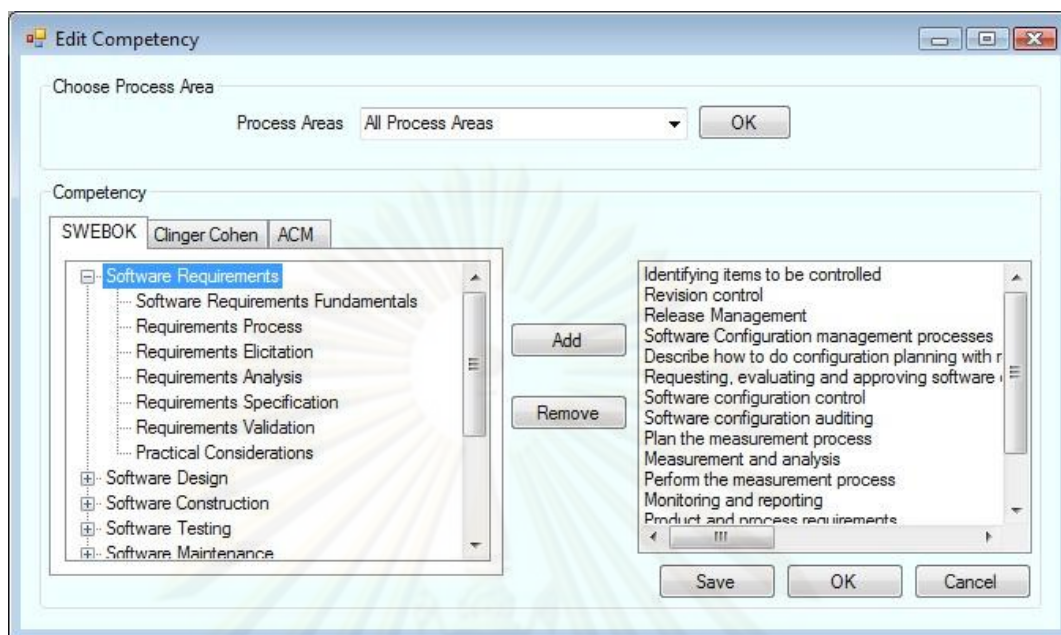 Edit Competency
Choose Process Area
Process Areas All Process Areas OK
Competency
SWEBOK Clinger Cohen ACM
Software Requirements
Software Requirements Fundamentals
Requirements Process
Requirements Elicitation
Requirements Analysis
Requirements Specification
Requirements Validation
Practical Considerations
Software Design
Software Construction
Software Testing
Software Maintenance
Add
Remove
Identifying items to be controlled
Revision control
Release Management
Software Configuration management processes
Describe how to do configuration planning with r
Requesting, evaluating and approving software
Software configuration control
Software configuration auditing
Plan the measurement process
Measurement and analysis
Perform the measurement process
Monitoring and reporting
Product and process requirements
Save OK Cancel